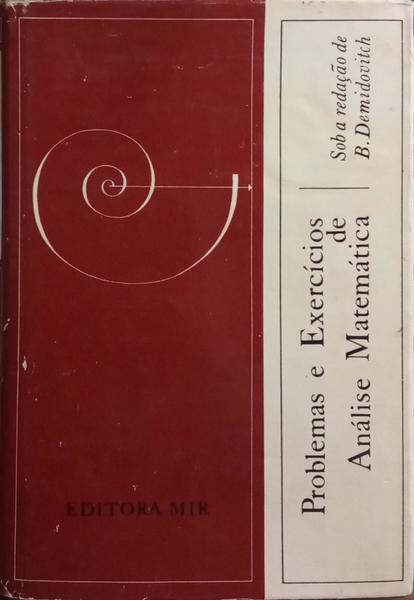 Problemas e Exercícios
de
Análise Matemática
Sob a redação de
B. Demidovitch
EDITORA MIR